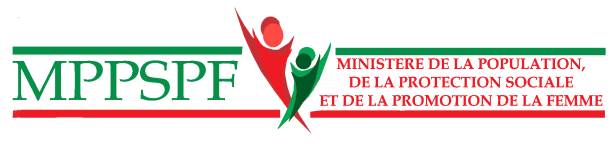 MPPSPF
MINISTERE DE LA POPULATION,
DE LA PROTECTION SOCIALE
ET DE LA PROMOTION DE LA FEMME